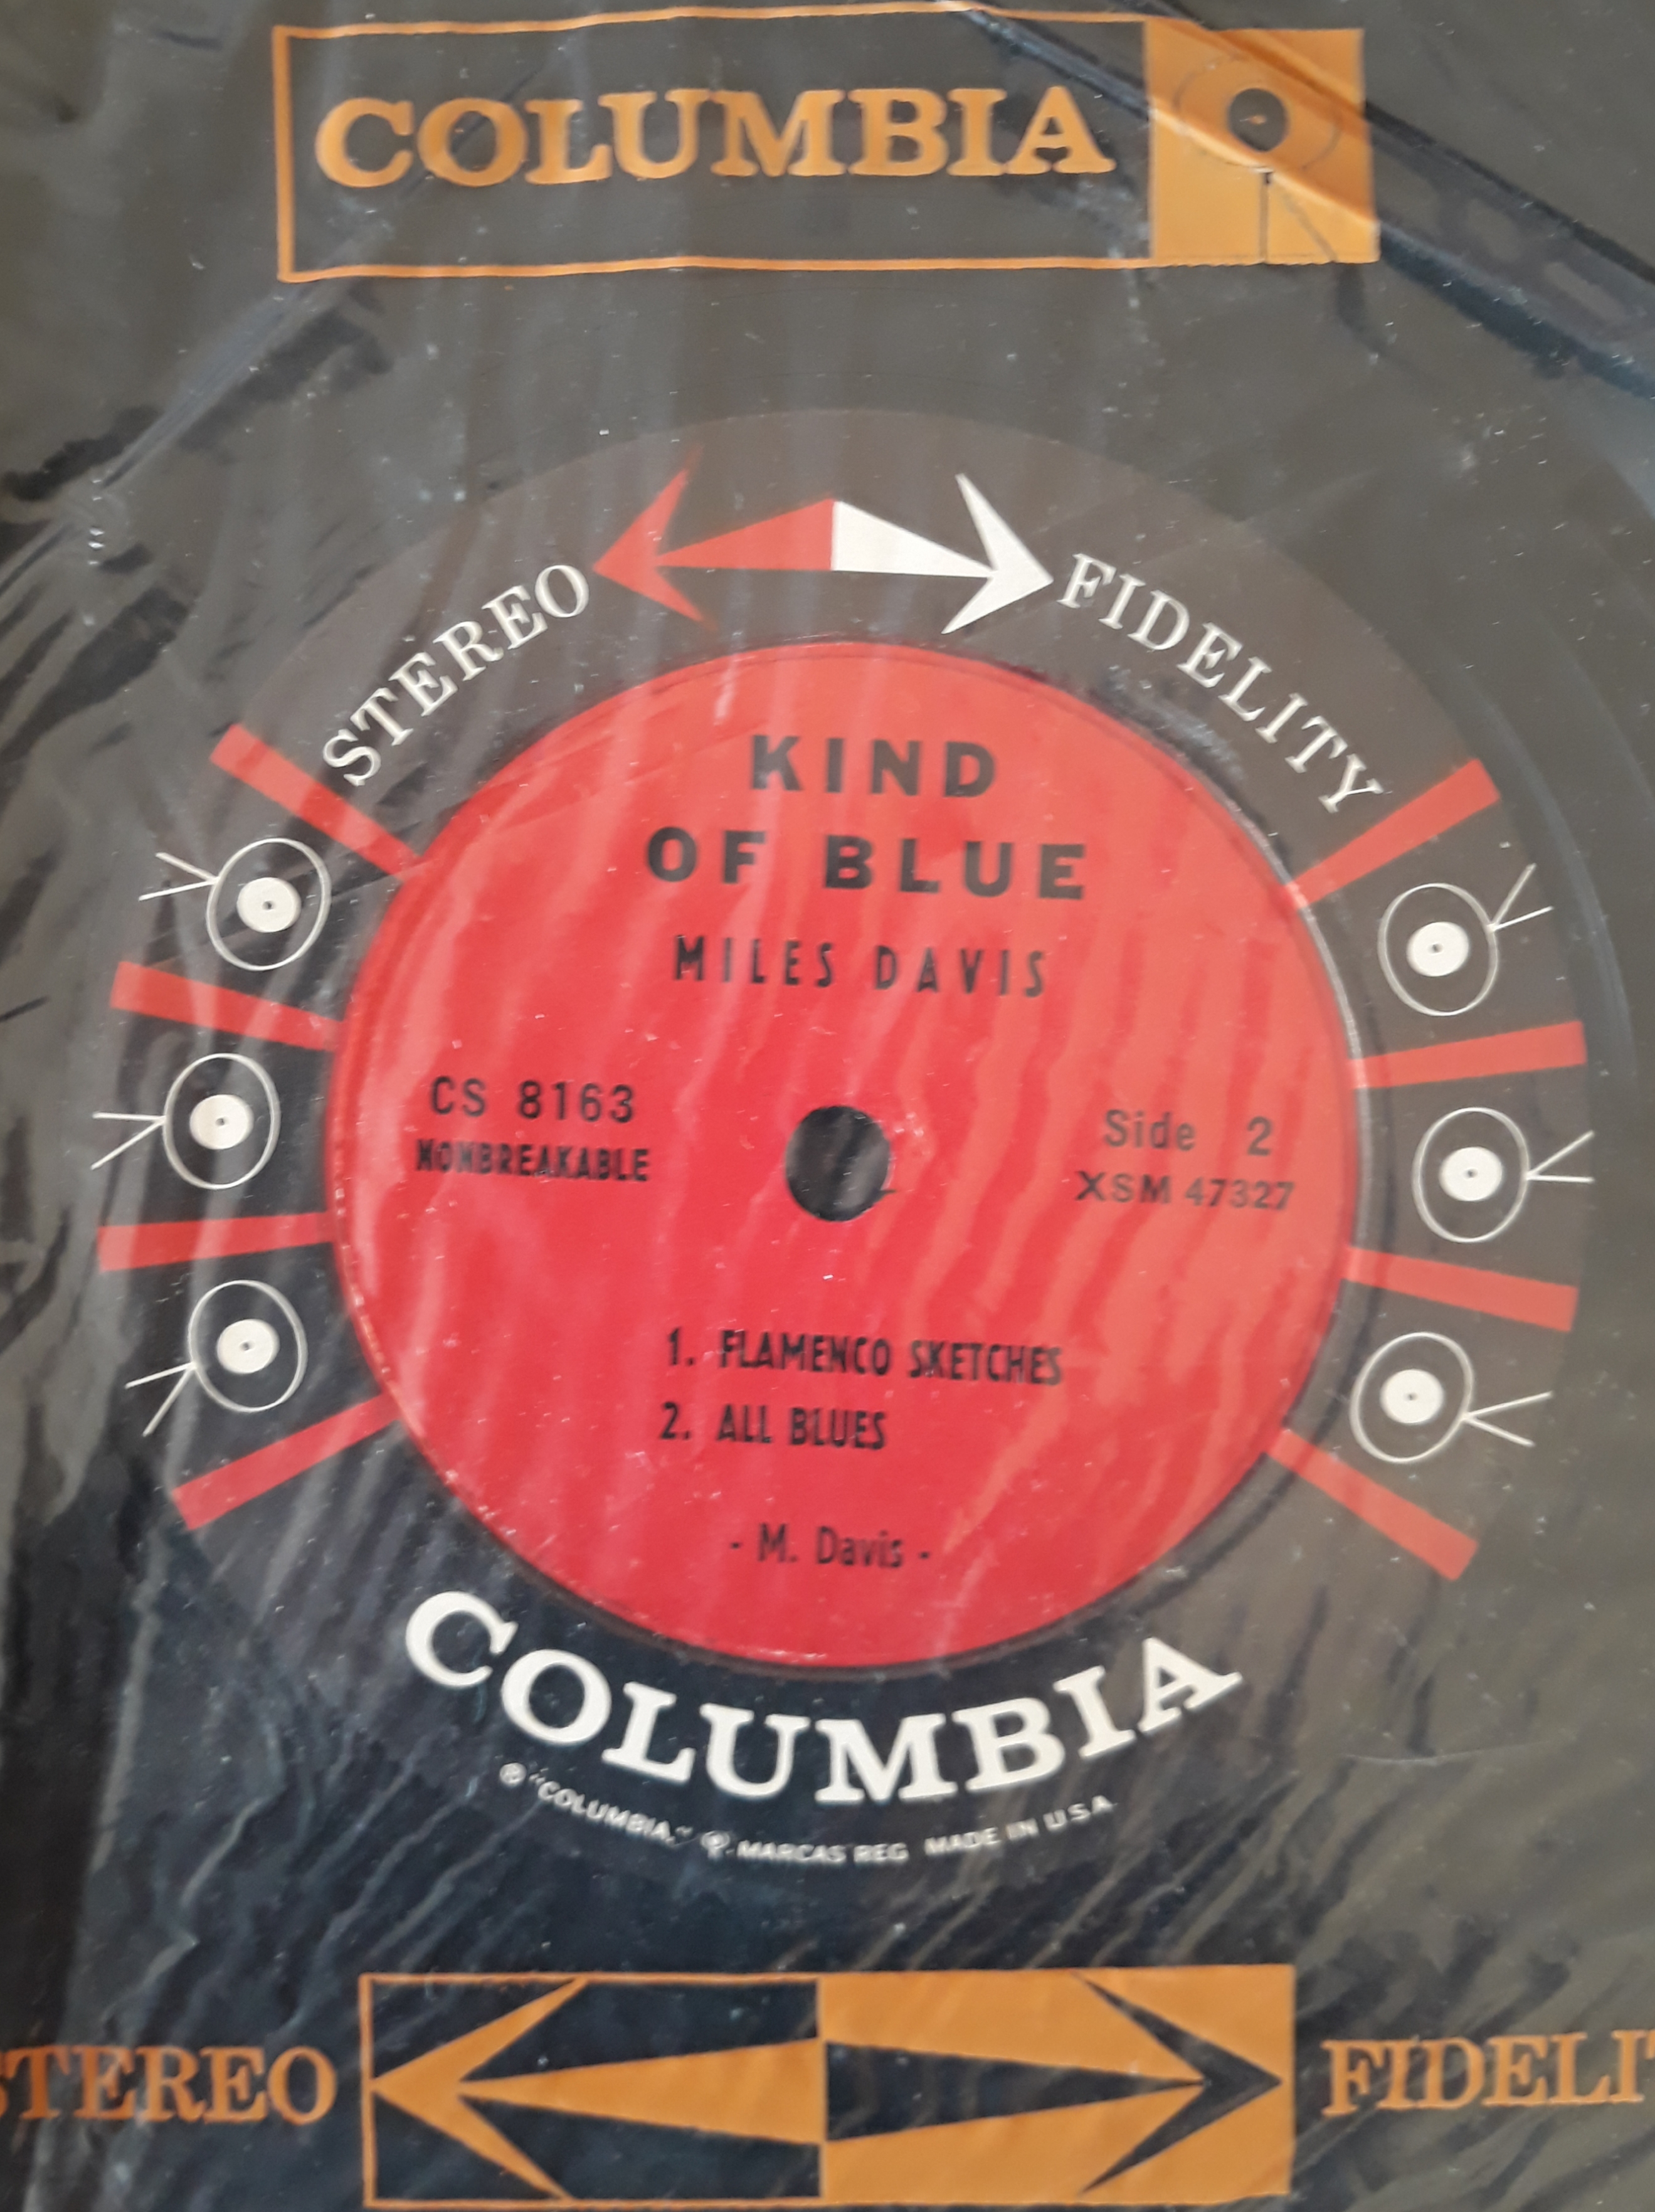 COLUMBIA
STEREO FIDELITY
KIND
OF BLUE
MILES DAVIS
CS 8163
NONBREAKABLE
Side 2
XSM 47327
1. FLAMENCO SKETCHES
2. ALL BLUES
- M. Davis -
COLUMBIA
® "COLUMBIA," MARCAS REG MADE IN U.S.A.
STEREO FIDELIT